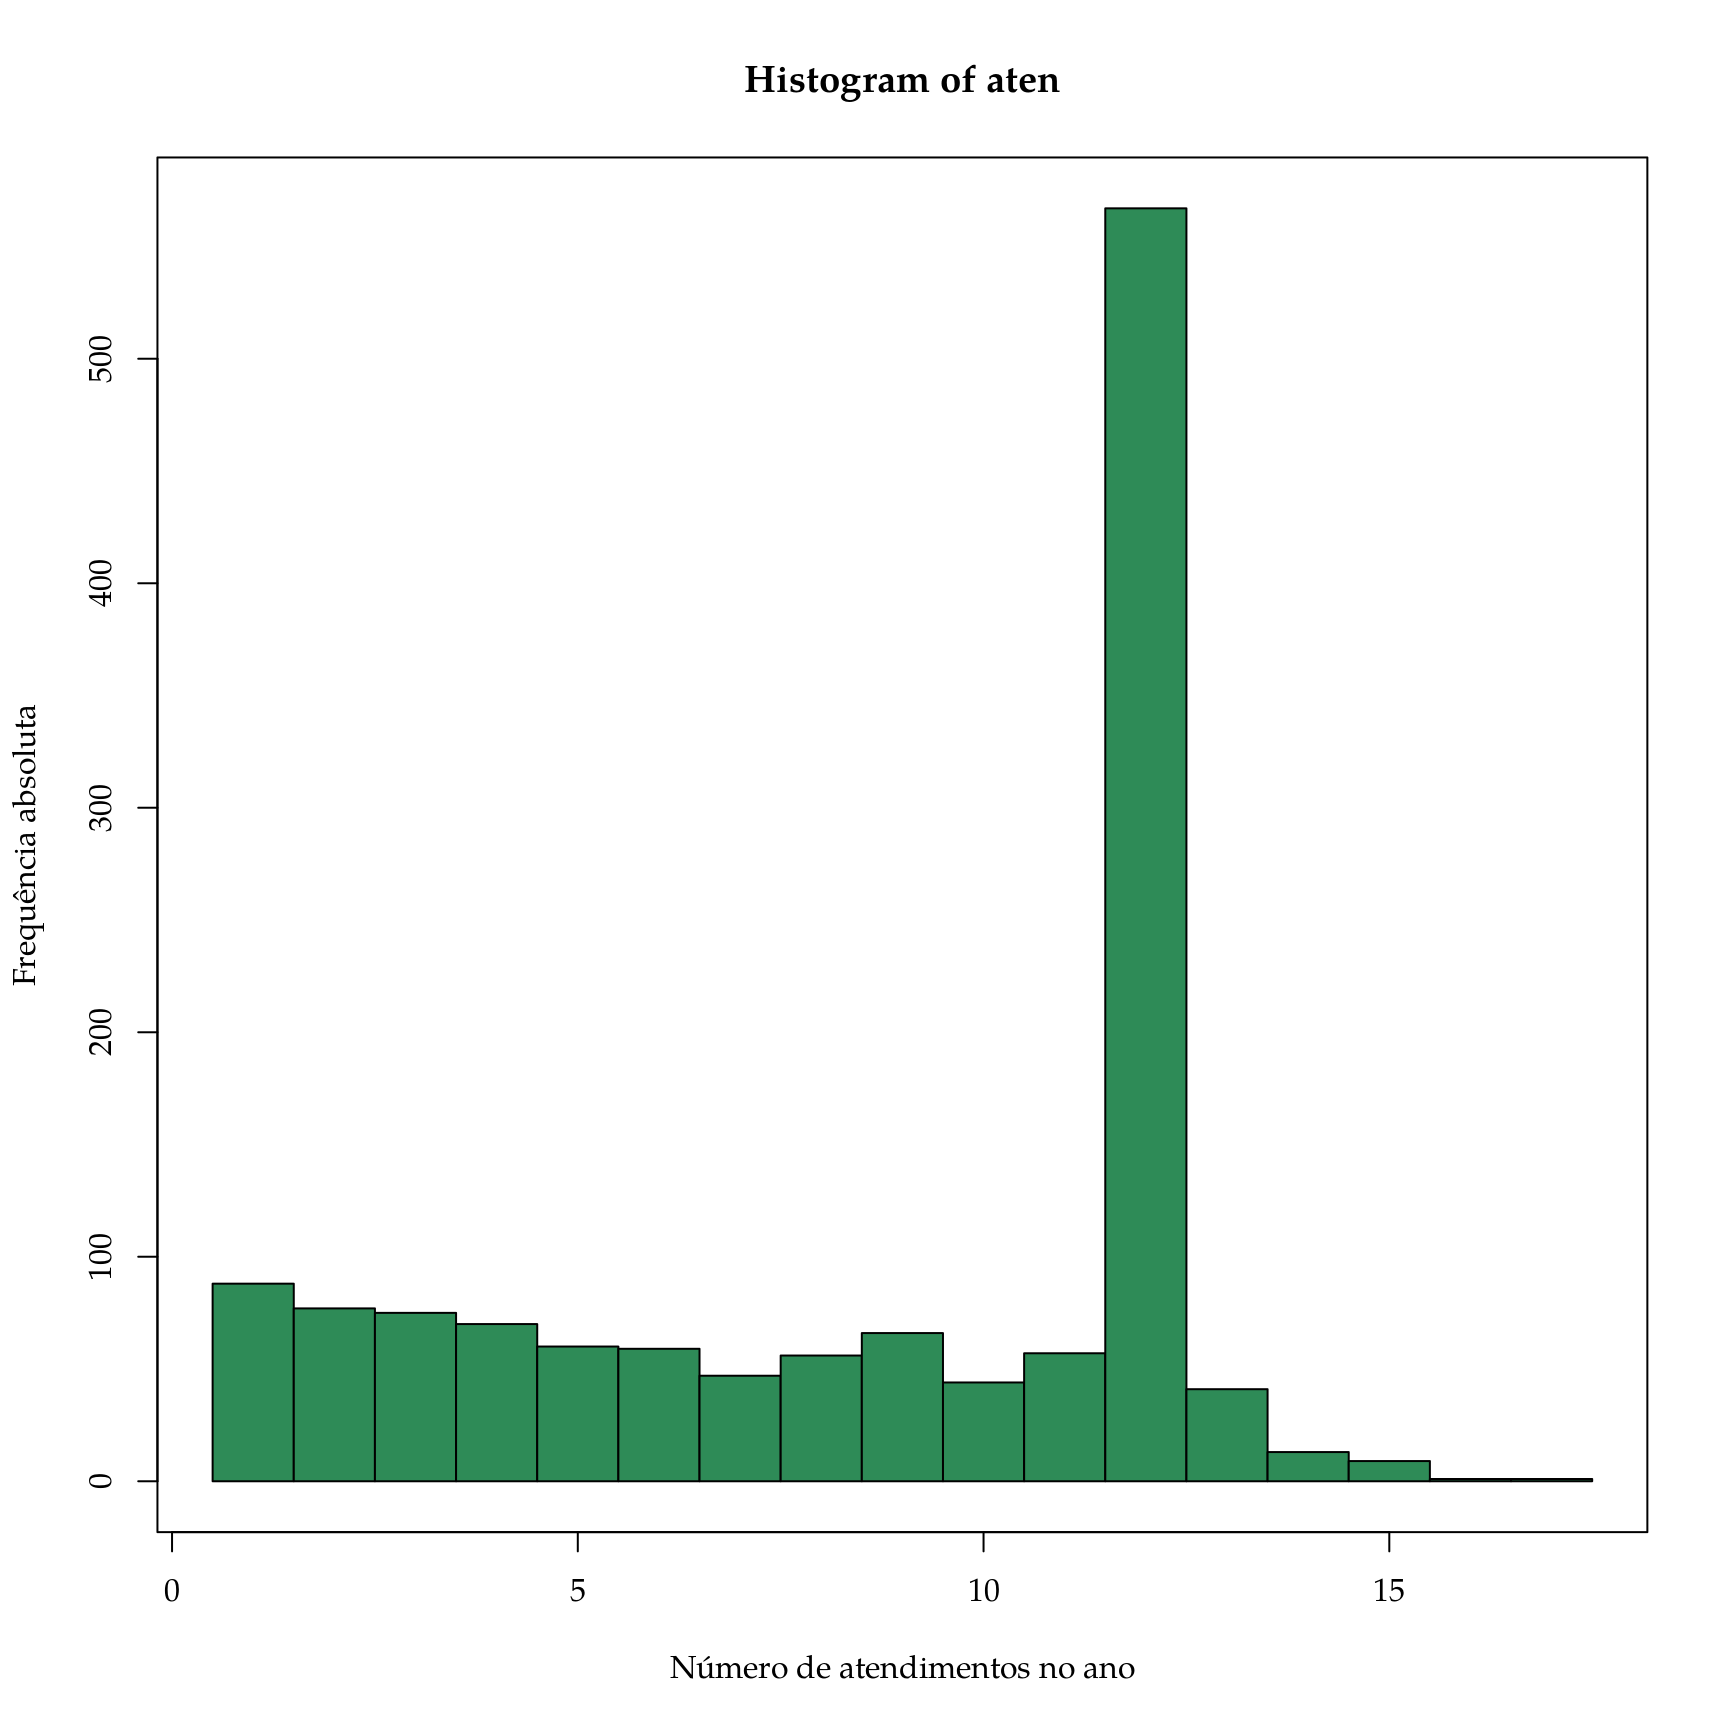 Histogram of aten
Frequência absoluta
500
400
300
200
100
0
0 5 10 15
Número de atendimentos no ano